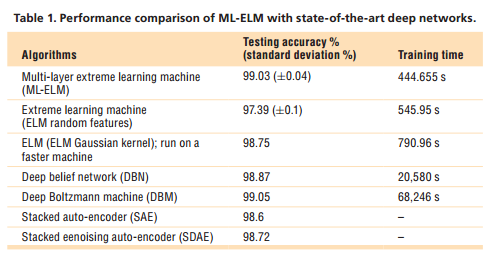 Table 1. Performance comparison of ML-ELM with state-of-the-art deep networks.
Testing accuracy %
Algorithms (standard deviation %) Training time
Multi-layer extreme learning machine 99.03 (±0.04) 444.655 s
(ML-ELM)
Extreme learning machine 97.39 (±0.1) 545.95 s
(ELM random features)
ELM (ELM Gaussian kernel); run on a 98.75 790.96 s
faster machine
Deep belief network (DBN) 98.87 20,580 s
Deep Boltzmann machine (DBM) 99.05 68,246 s
Stacked auto-encoder (SAE) 98.6 –
Stacked eenoising auto-encoder (SDAE) 98.72 –